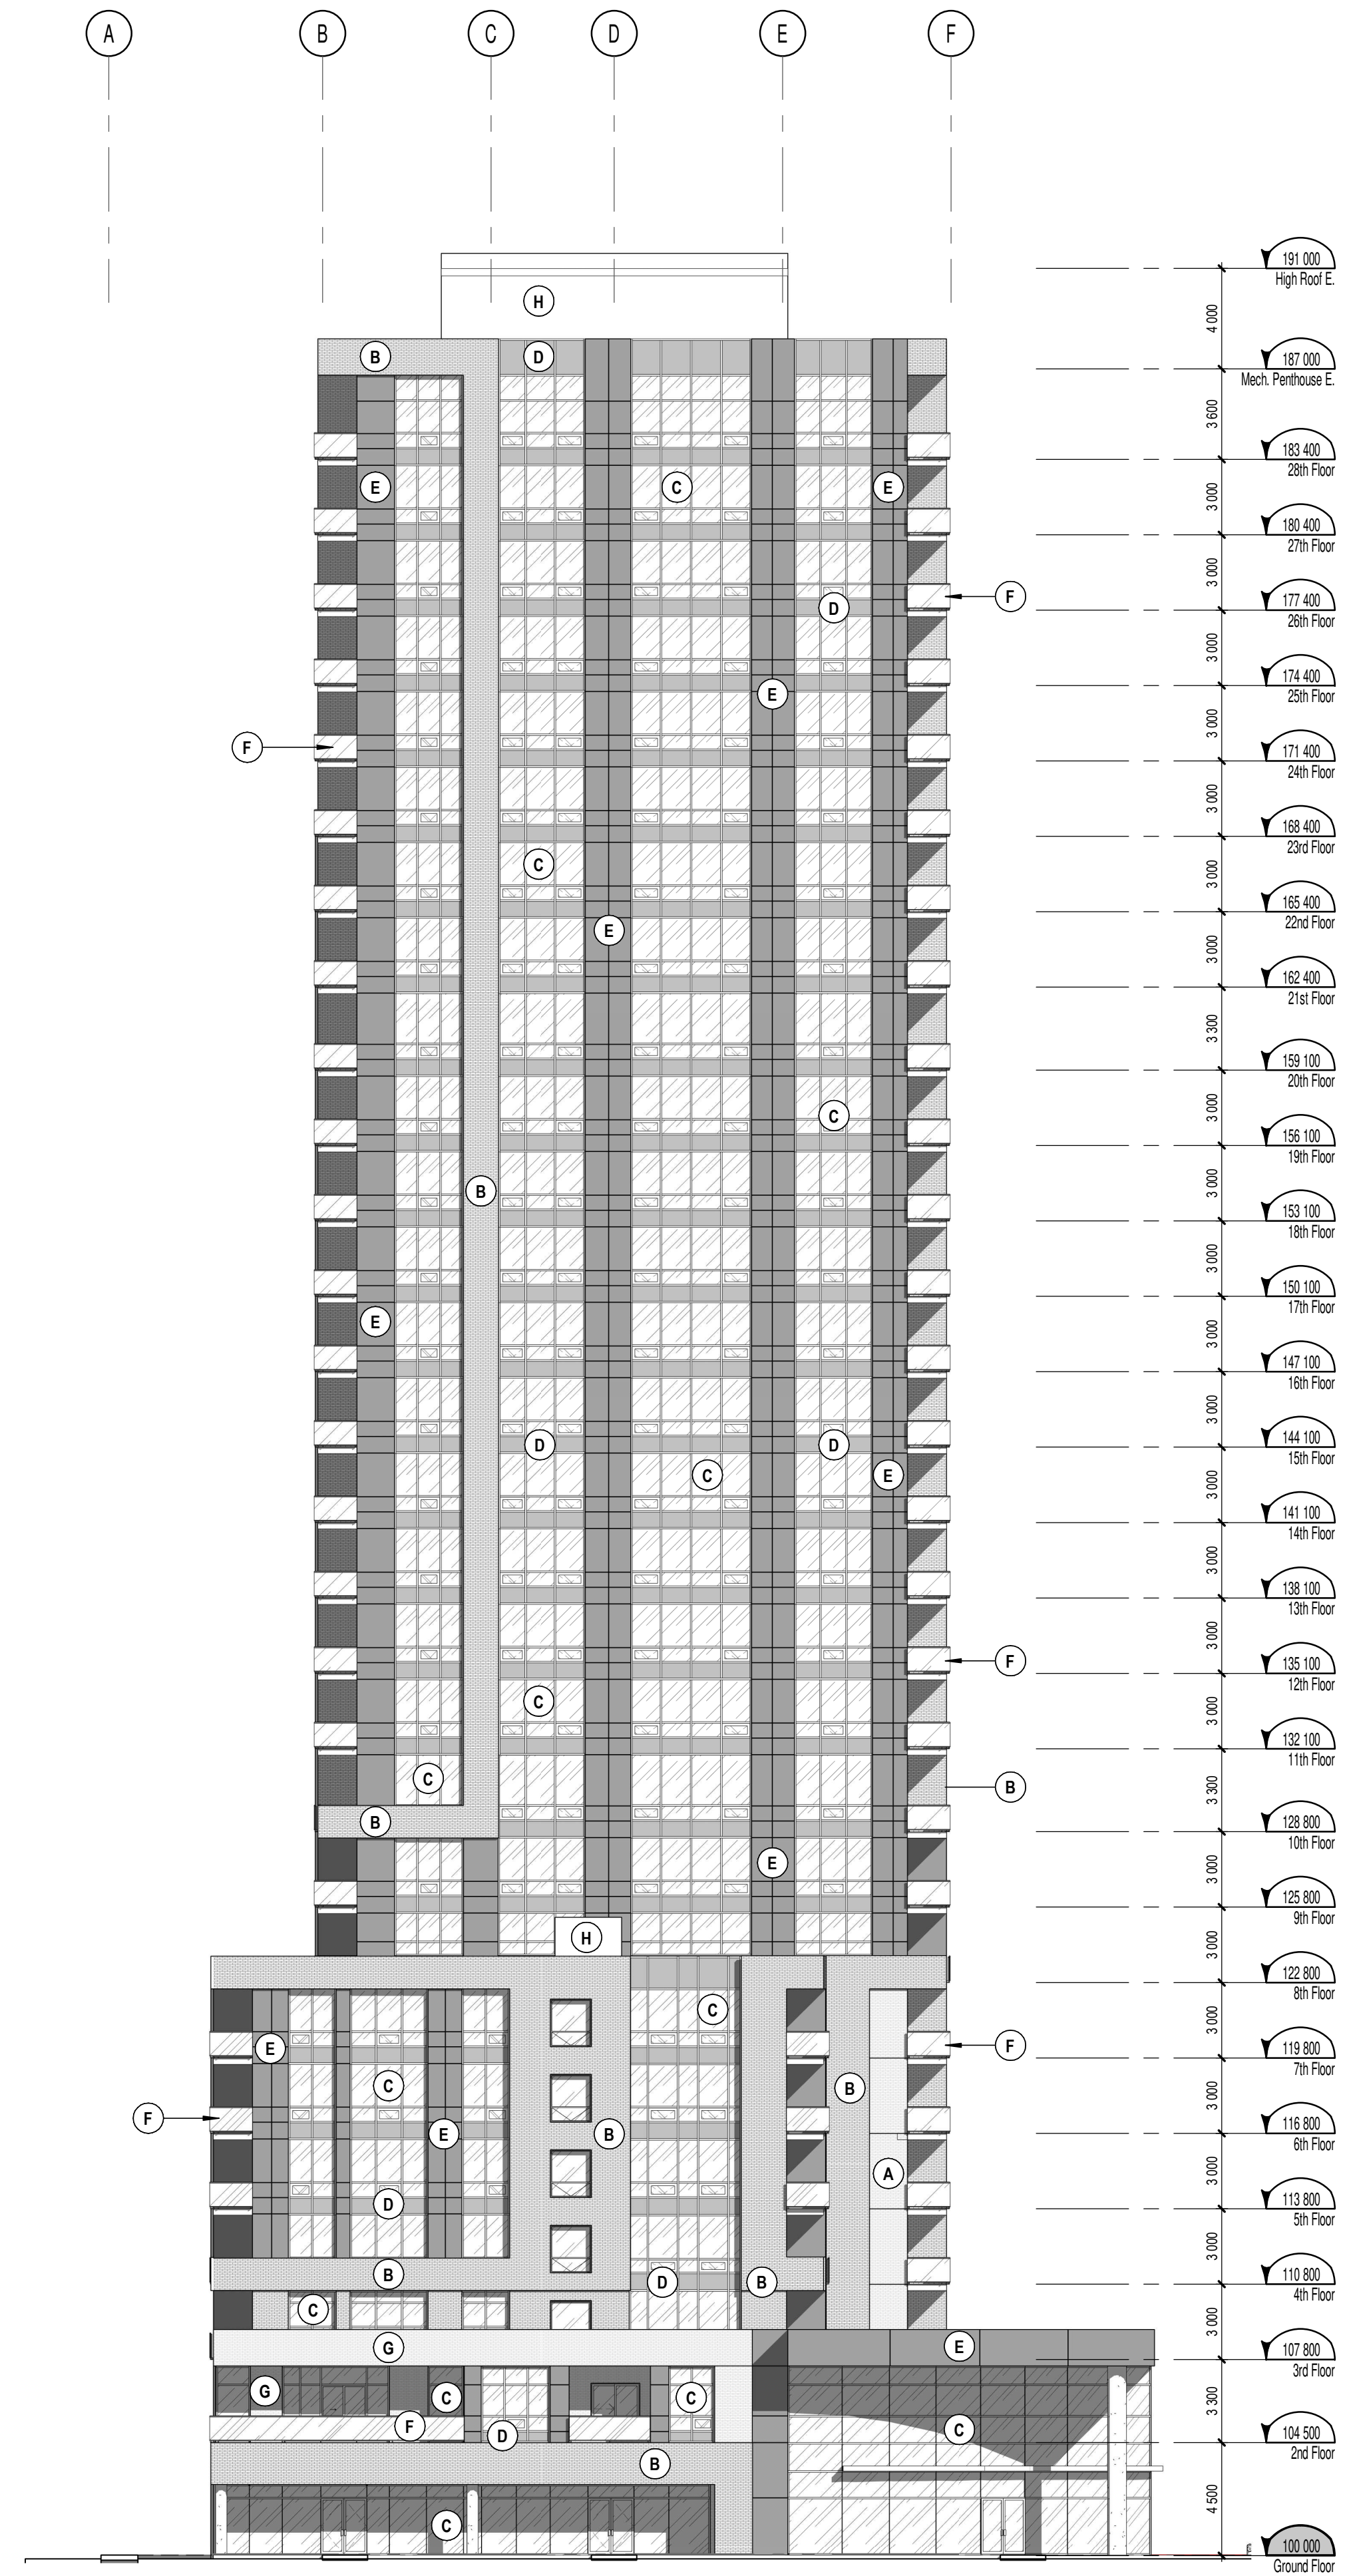 A B C D E F
191 000
High Roof E.
4 000
H
B D
187 000
Mech. Penthouse E.
3 600
183 400
28th Floor
E C E
3 000
180 400
27th Floor
3 000
F
177 400
D
26th Floor
3 000
174 400
25th Floor
E
3 000
F
171 400
24th Floor
3 000
168 400
23rd Floor
C
3 000
165 400
22nd Floor
E
3 000
162 400
21st Floor
3 300
159 100
20th Floor
C
3 000
156 100
19th Floor
B
3 000
153 100
18th Floor
3 000
150 100
17th Floor
E
3 000
147 100
16th Floor
3 000
144 100
D D
15th Floor
C E
3 000
141 100
14th Floor
3 000
138 100
13th Floor
3 000
F
135 100
12th Floor
C
3 000
132 100
11th Floor
C B
3 300
B
128 800
10th Floor
E
3 000
125 800
9th Floor
H
3 000
122 800
8th Floor
C
3 000
E F
119 800
7th Floor
C B
3 000
F
116 800
E B
6th Floor
A
3 000
D
113 800
5th Floor
3 000
B D B
110 800
4th Floor
C
3 000
G E
107 800
3rd Floor
G C C
3 300
F D C
104 500
2nd Floor
B
4 500
C
100 000
Ground Floor